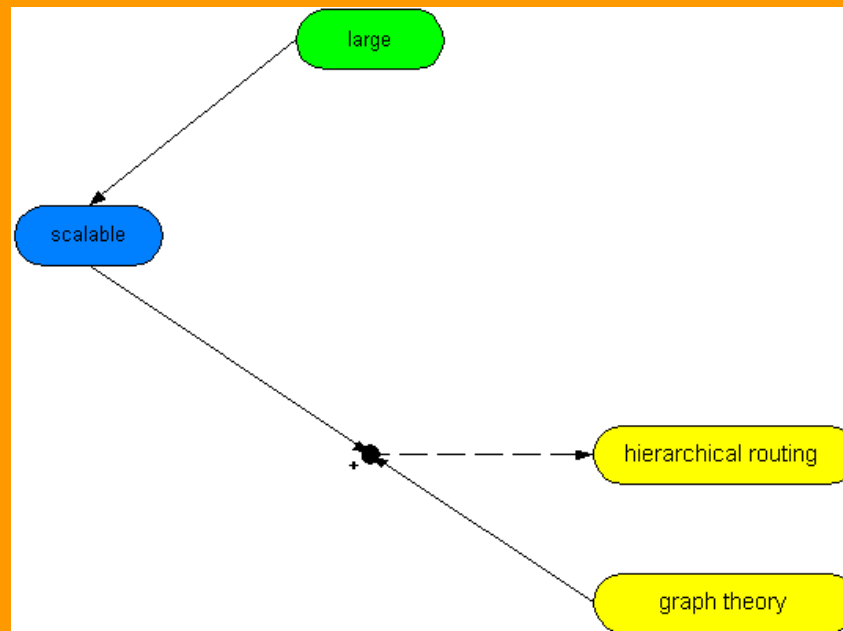 large
scalable
+
hierarchical routing
graph theory